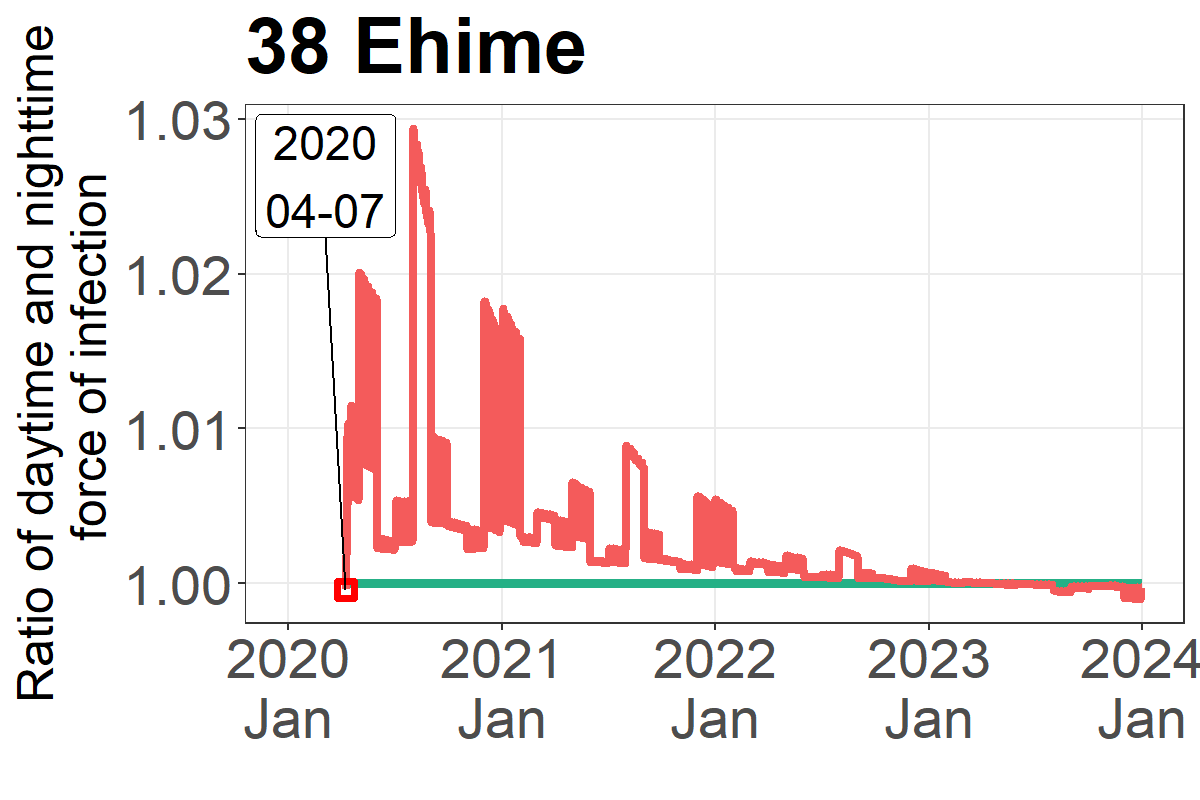 38 Ehime
Ratio of daytime and nighttime
force of infection
1.03
1.02
1.01
1.00
2020
04-07
2020
Jan
2021
Jan
2022
Jan
2023
Jan
2024
Jan